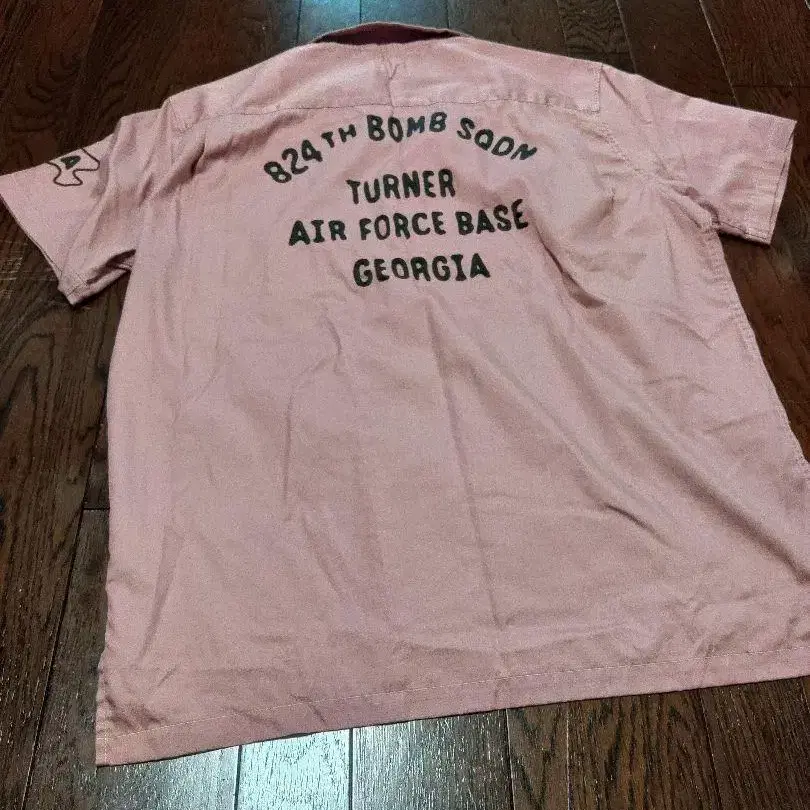 824TH BOMB SQDN
TURNER
AIR FORCE BASE
GEORGIA
A